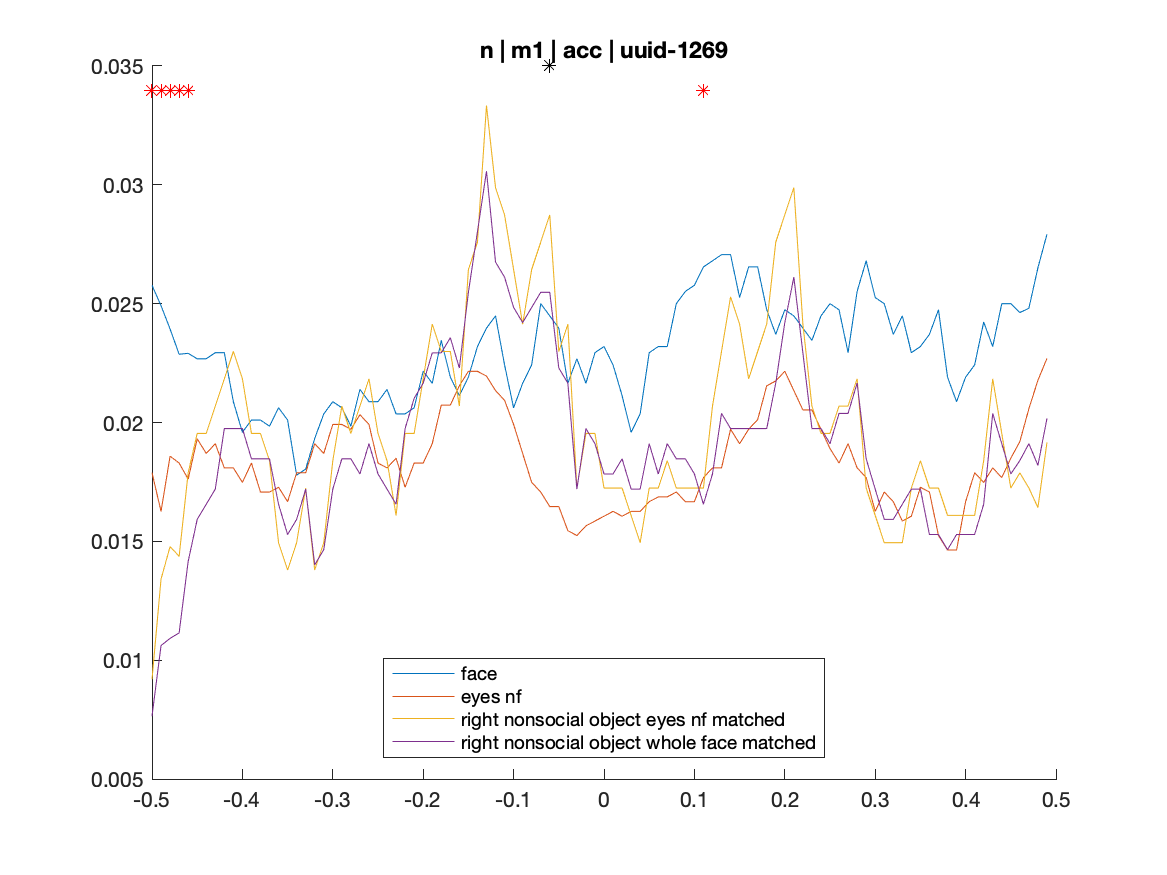 n | m1 | acc | uuid-1269
0.035
0.03
0.025
0.02
0.015
0.01
0.005
face
eyes nf
right nonsocial object eyes nf matched
right nonsocial object whole face matched
-0.5 -0.4 -0.3 -0.2 -0.1 0 0.1 0.2 0.3 0.4 0.5